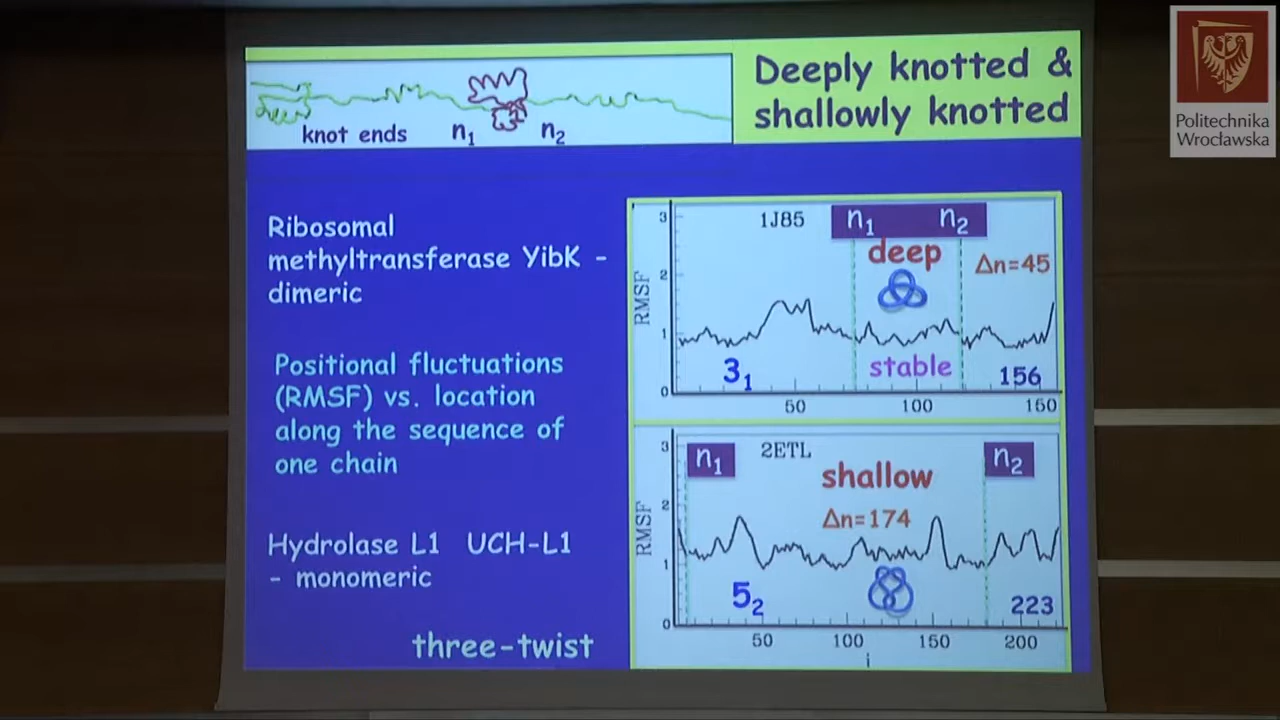 Deeply knotted &
shallowly knotted
knot ends n₁ n₂
Ribosomal
methyltransferase YibK -
dimeric
Positional fluctuations
(RMSF) vs. location
along the sequence of
one chain
Hydrolase L1 UCH-L1
- monomeric
three-twist
3
2
1
0
RMSF
1J85
n₁ n₂
deep
Δn=45
3₁
stable
156
50 100 150
3
2
1
0
RMSF
n₁
2ETL
n₂
shallow
Δn=174
5₂
223
50 100 150 200
i
Politechnika
Wrocławska